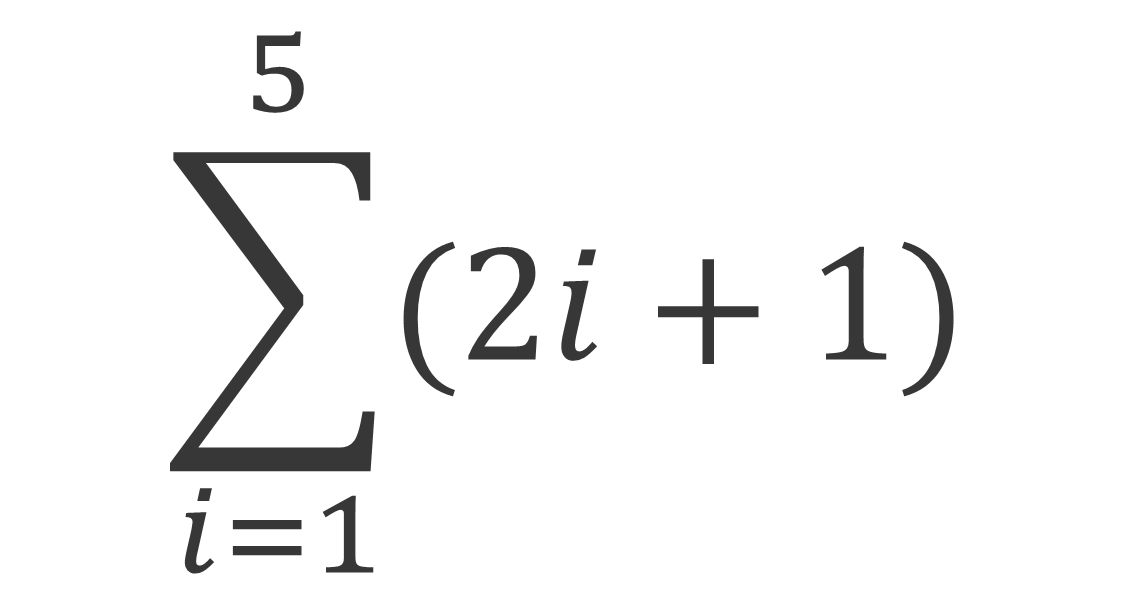 5
∑(2i + 1)
i=1